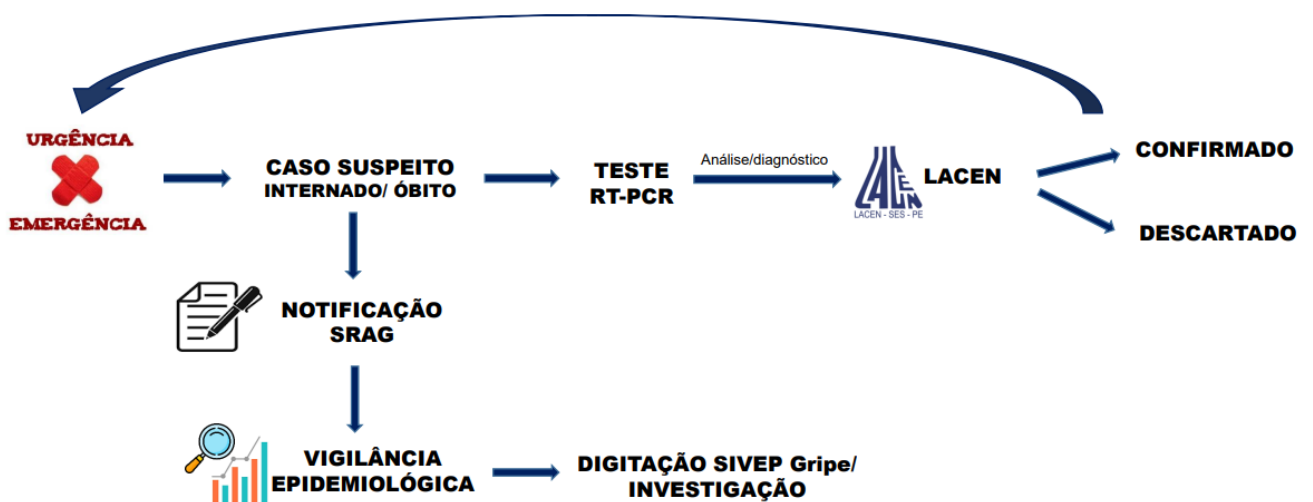 URGÊNCIA
EMERGÊNCIA
CASO SUSPEITO
INTERNADO/ ÓBITO
TESTE
RT-PCR
Análise/diagnóstico
LACEN
LACEN - SES - PE
LACEN
CONFIRMADO
DESCARTADO
NOTIFICAÇÃO
SRAG
VIGILÂNCIA
EPIDEMIOLÓGICA
DIGITAÇÃO SIVEP Gripe/
INVESTIGAÇÃO